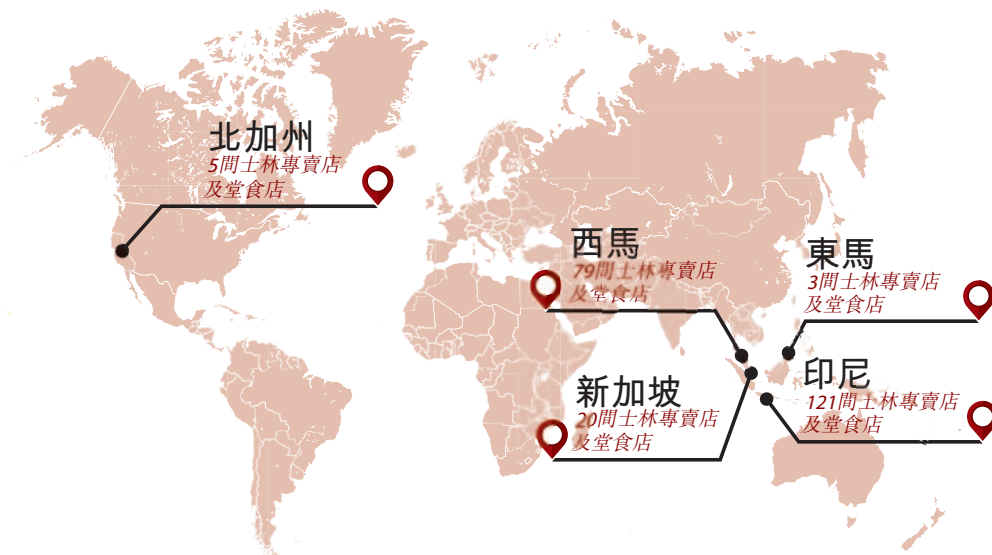 北加州
5間士林專賣店
及堂食店
西馬
79間士林專賣店
及堂食店
東馬
3間士林專賣店
及堂食店
新加坡
20間士林專賣店
及堂食店
印尼
121間士林專賣店
及堂食店